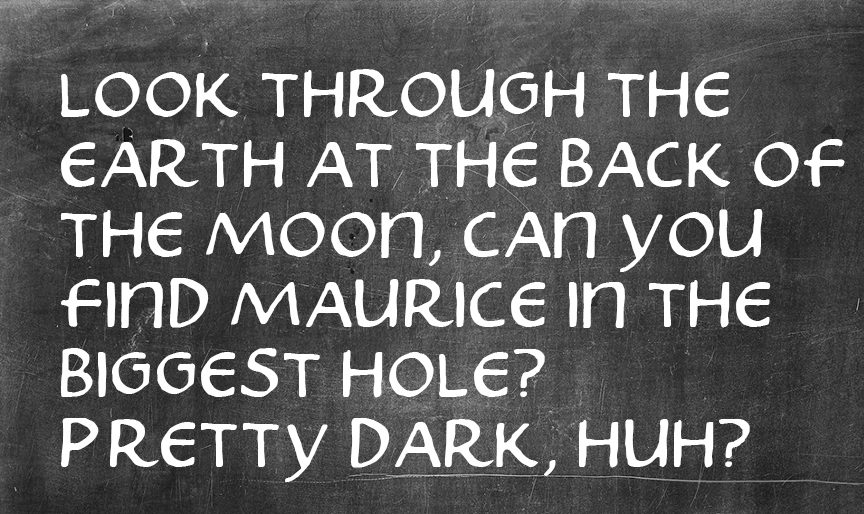 LOOK THROUGH THE
EARTH AT THE BACK OF
THE MOON, CAN YOU
FIND MAURICE IN THE
BIGGEST HOLE?
PRETTY DARK, HUH?